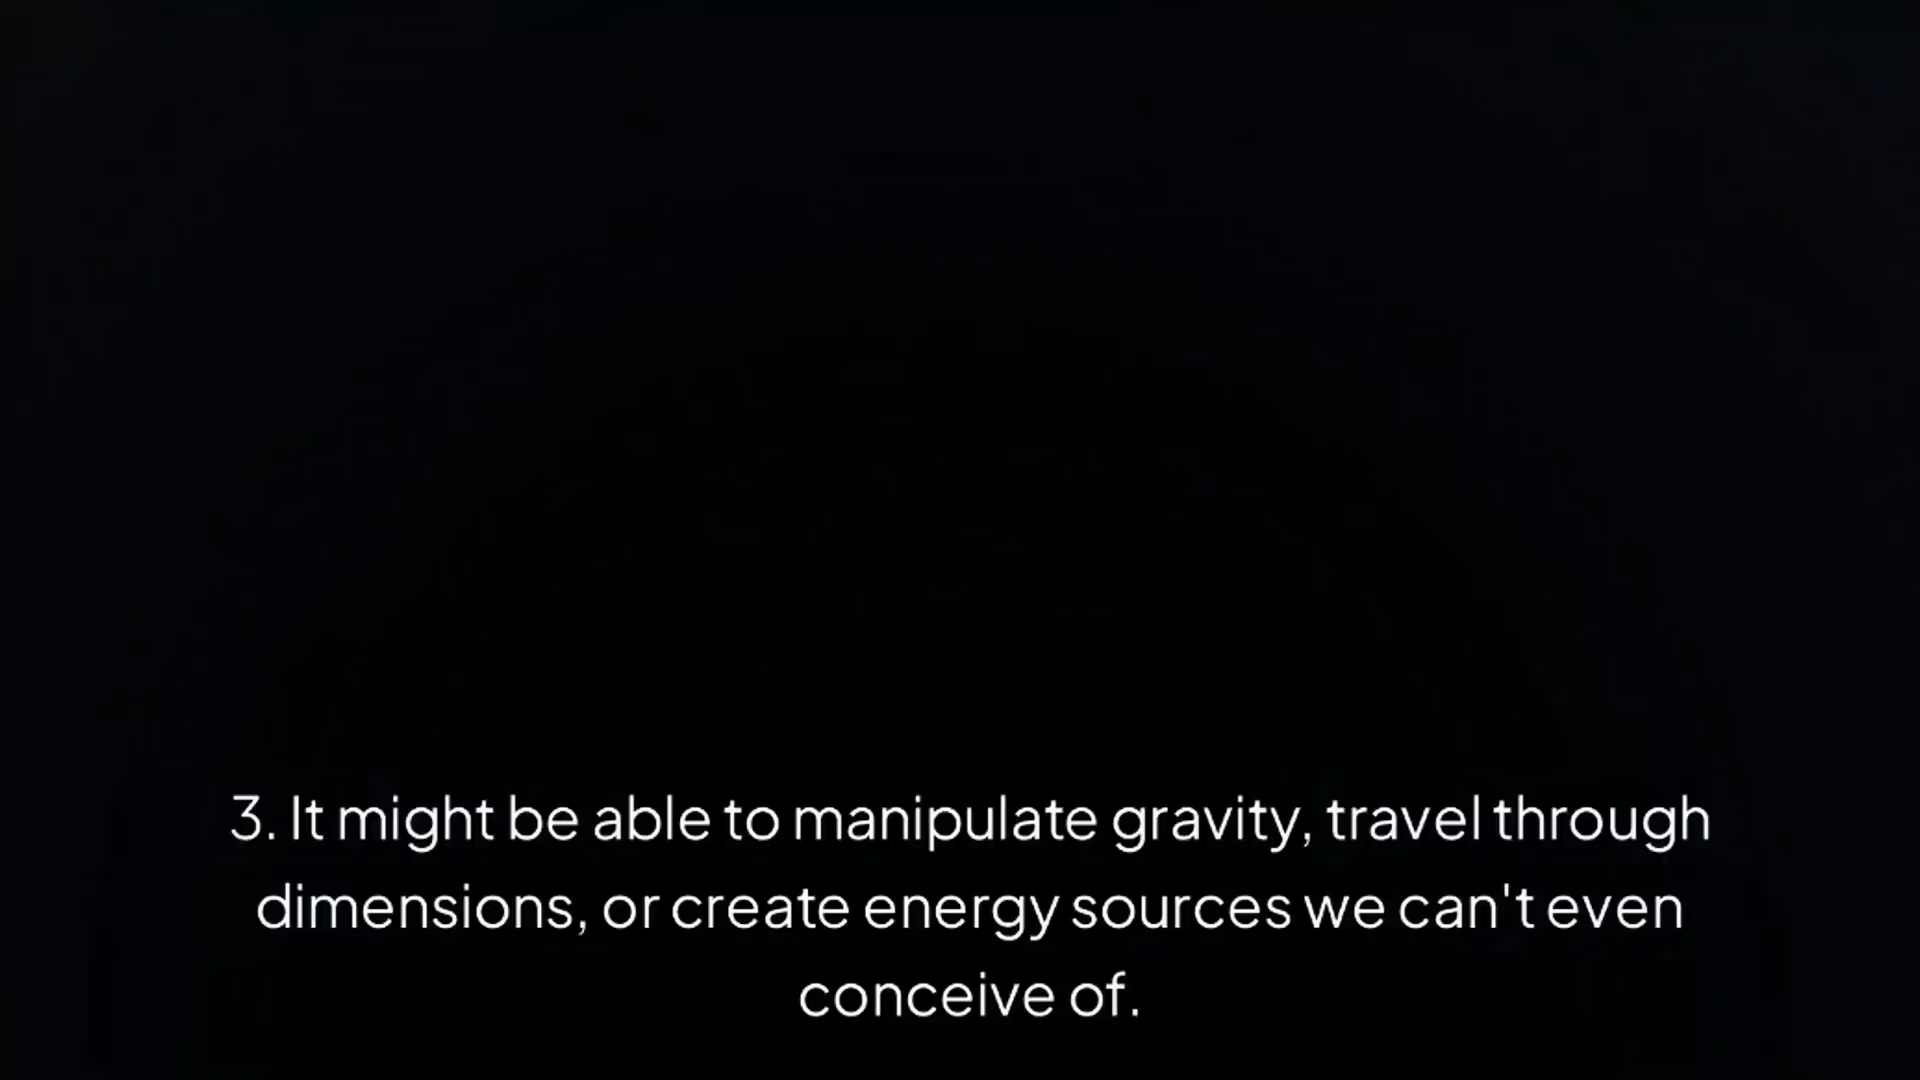 3. It might be able to manipulate gravity, travel through
dimensions, or create energy sources we can't even
conceive of.